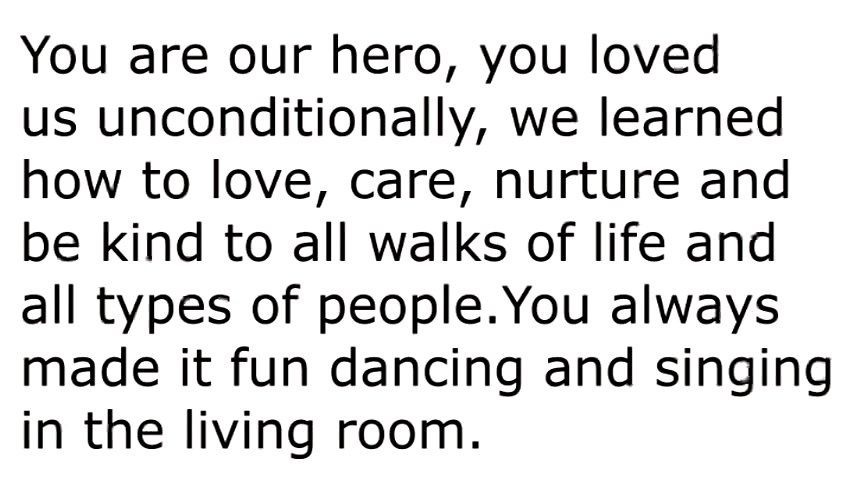 You are our hero, you loved
us unconditionally, we learned
how to love, care, nurture and
be kind to all walks of life and
all types of people.You always
made it fun dancing and singing
in the living room.